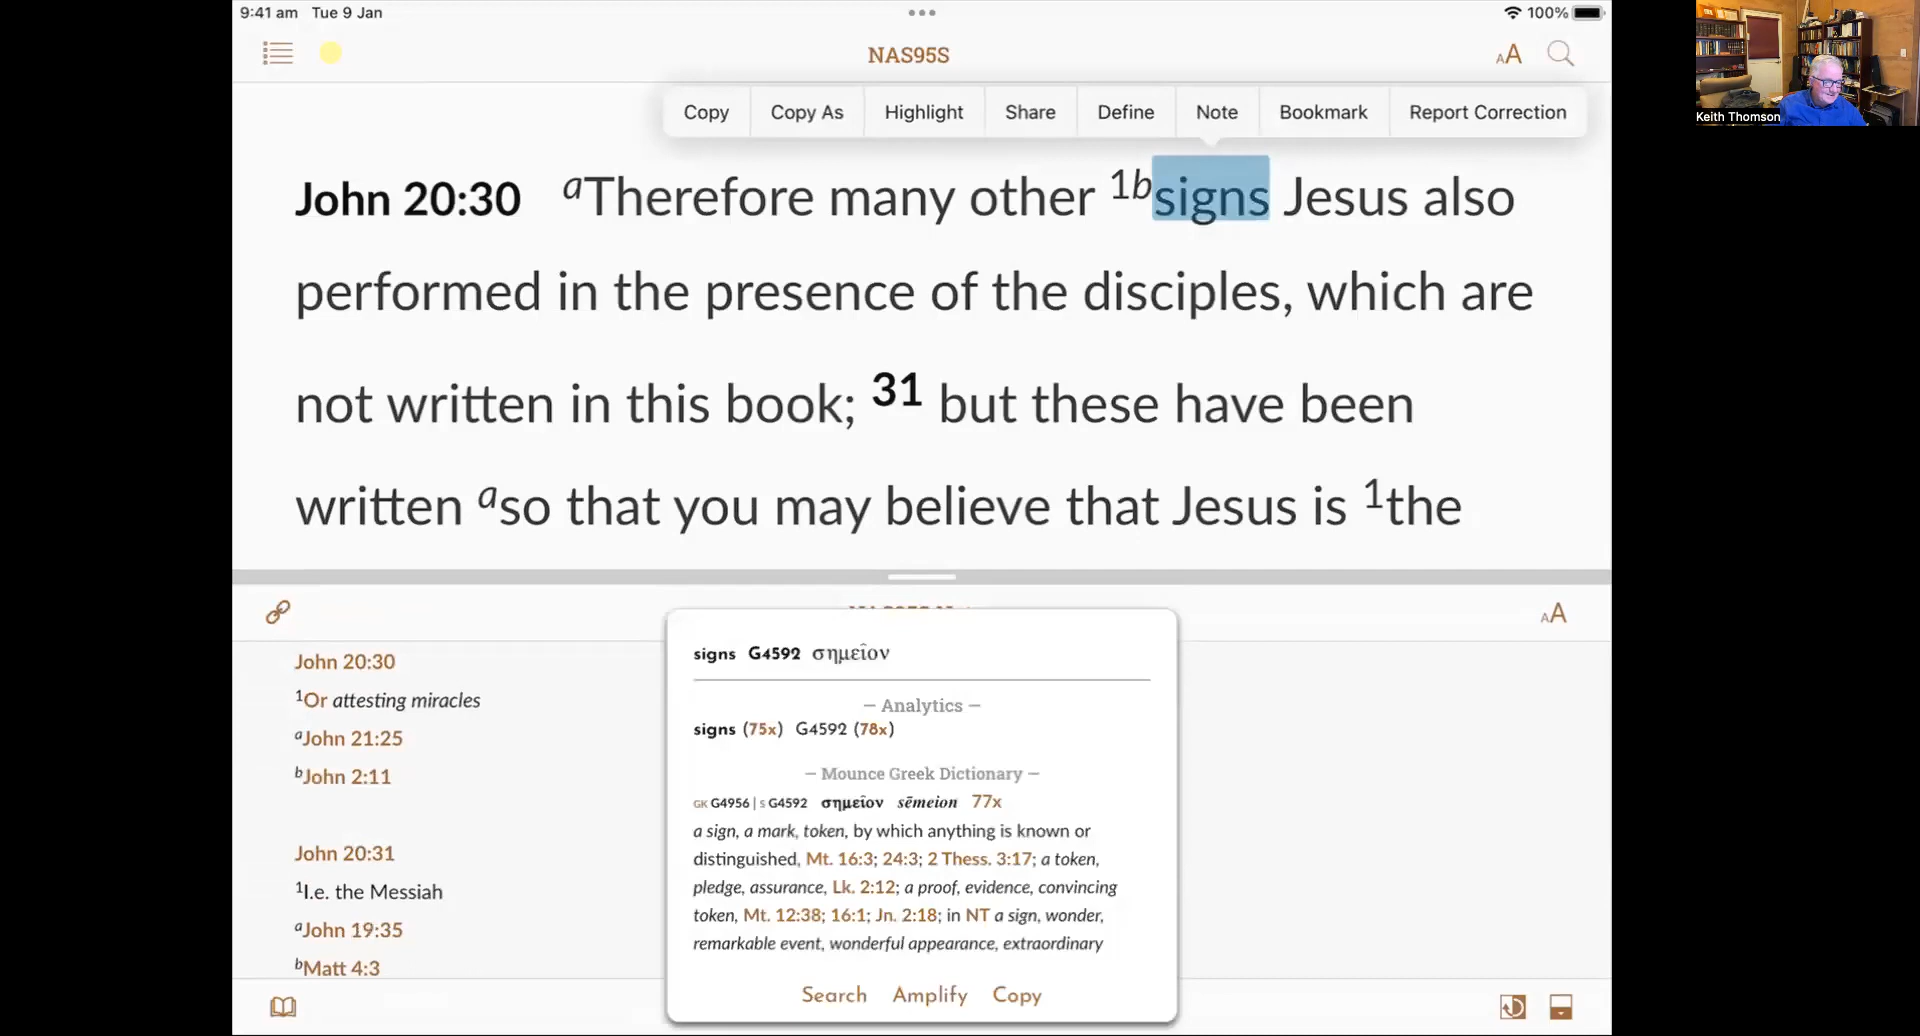 9:41 am Tue 9 Jan
100%
NAS95S
Copy
Copy As
Highlight
Share
Define
Note
Bookmark
Report Correction
John 20:30 aTherefore many other 1bsigns Jesus also
performed in the presence of the disciples, which are
not written in this book; 31 but these have been
written aso that you may believe that Jesus is 1the
John 20:30
1Or attesting miracles
aJohn 21:25
bJohn 2:11
John 20:31
1I.e. the Messiah
aJohn 19:35
bMatt 4:3
signs G4592 σημεῖον
— Analytics —
signs (75x) G4592 (78x)
— Mounce Greek Dictionary —
GK G4956 | S G4592 σημεῖον sēmeion 77x
a sign, a mark, token, by which anything is known or
distinguished, Mt. 16:3; 24:3; 2 Thess. 3:17; a token,
pledge, assurance, Lk. 2:12; a proof, evidence, convincing
token, Mt. 12:38; 16:1; Jn. 2:18; in NT a sign, wonder,
remarkable event, wonderful appearance, extraordinary
Search Amplify Copy
Keith Thomson